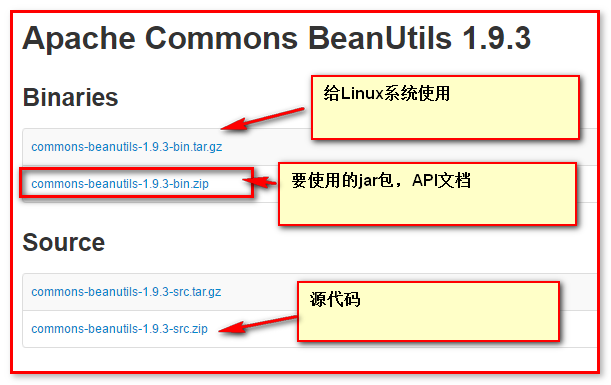 Apache Commons BeanUtils 1.9.3
Binaries
给Linux系统使用
commons-beanutils-1.9.3-bin.tar.gz
commons-beanutils-1.9.3-bin.zip
要使用的jar包，API文档
Source
commons-beanutils-1.9.3-src.tar.gz
源代码
commons-beanutils-1.9.3-src.zip